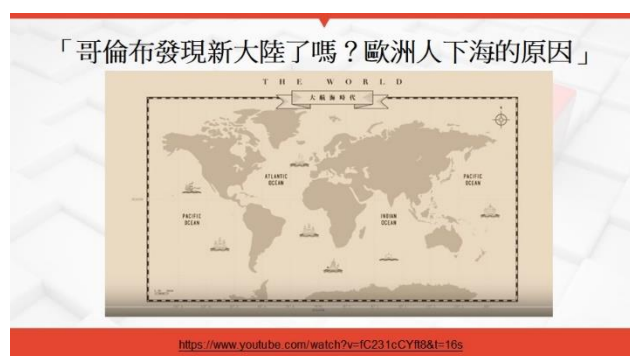 「哥倫布發現新大陸了嗎？歐洲人下海的原因」
THE WORLD
大航海時代
ATLANTIC
OCEAN
PACIFIC
OCEAN
PACIFIC
OCEAN
INDIAN
OCEAN
https://www.youtube.com/watch?v=fC231cCYft8&t=16s